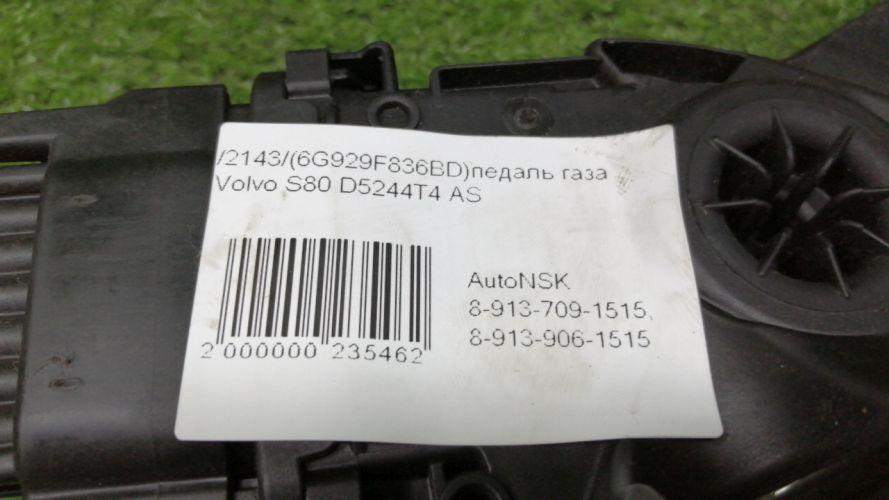 /2143/(6G929F836BD)педаль газа
Volvo S80 D5244T4 AS
AutoNSK
8-913-709-1515,
8-913-906-1515
2 000000 235462